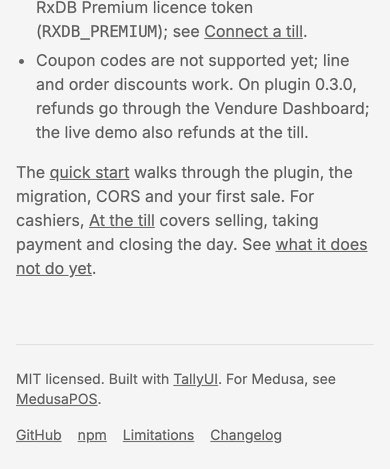 RxDB Premium licence token
(RXDB_PREMIUM); see Connect a till.
• Coupon codes are not supported yet; line
and order discounts work. On plugin 0.3.0,
refunds go through the Vendure Dashboard;
the live demo also refunds at the till.
The quick start walks through the plugin, the
migration, CORS and your first sale. For
cashiers, At the till covers selling, taking
payment and closing the day. See what it does
not do yet.
MIT licensed. Built with TallyUI. For Medusa, see
MedusaPOS.
GitHub npm Limitations Changelog